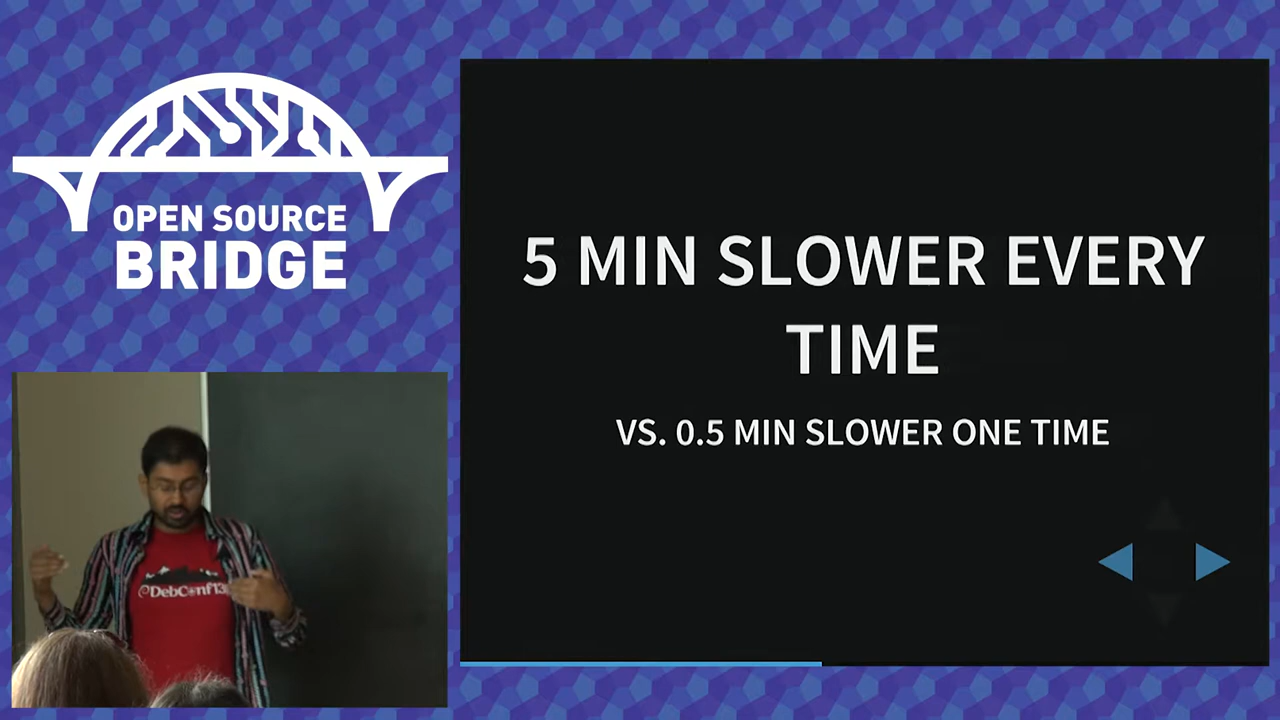 OPEN SOURCE
BRIDGE
5 MIN SLOWER EVERY
TIME
VS. 0.5 MIN SLOWER ONE TIME
@DebConf13